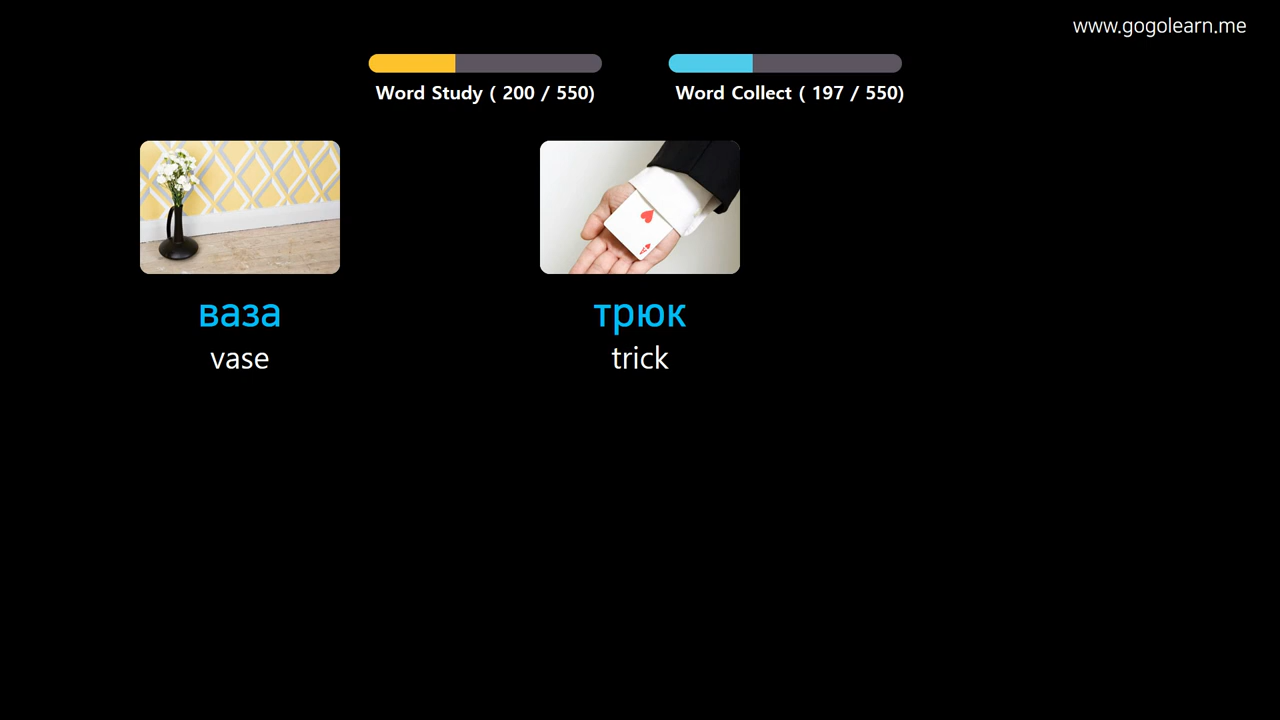 www.gogolearn.me
Word Study ( 200 / 550)
Word Collect ( 197 / 550)
ваза
vase
трюк
trick